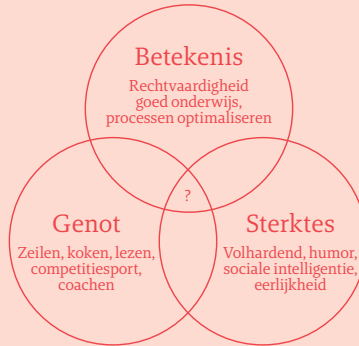 Betekenis
Rechtvaardigheid
goed onderwijs,
processen optimaliseren
?
Genot
Zeilen, koken, lezen,
competitiesport,
coachen
Sterktes
Volhardend, humor,
sociale intelligentie,
eerlijkheid